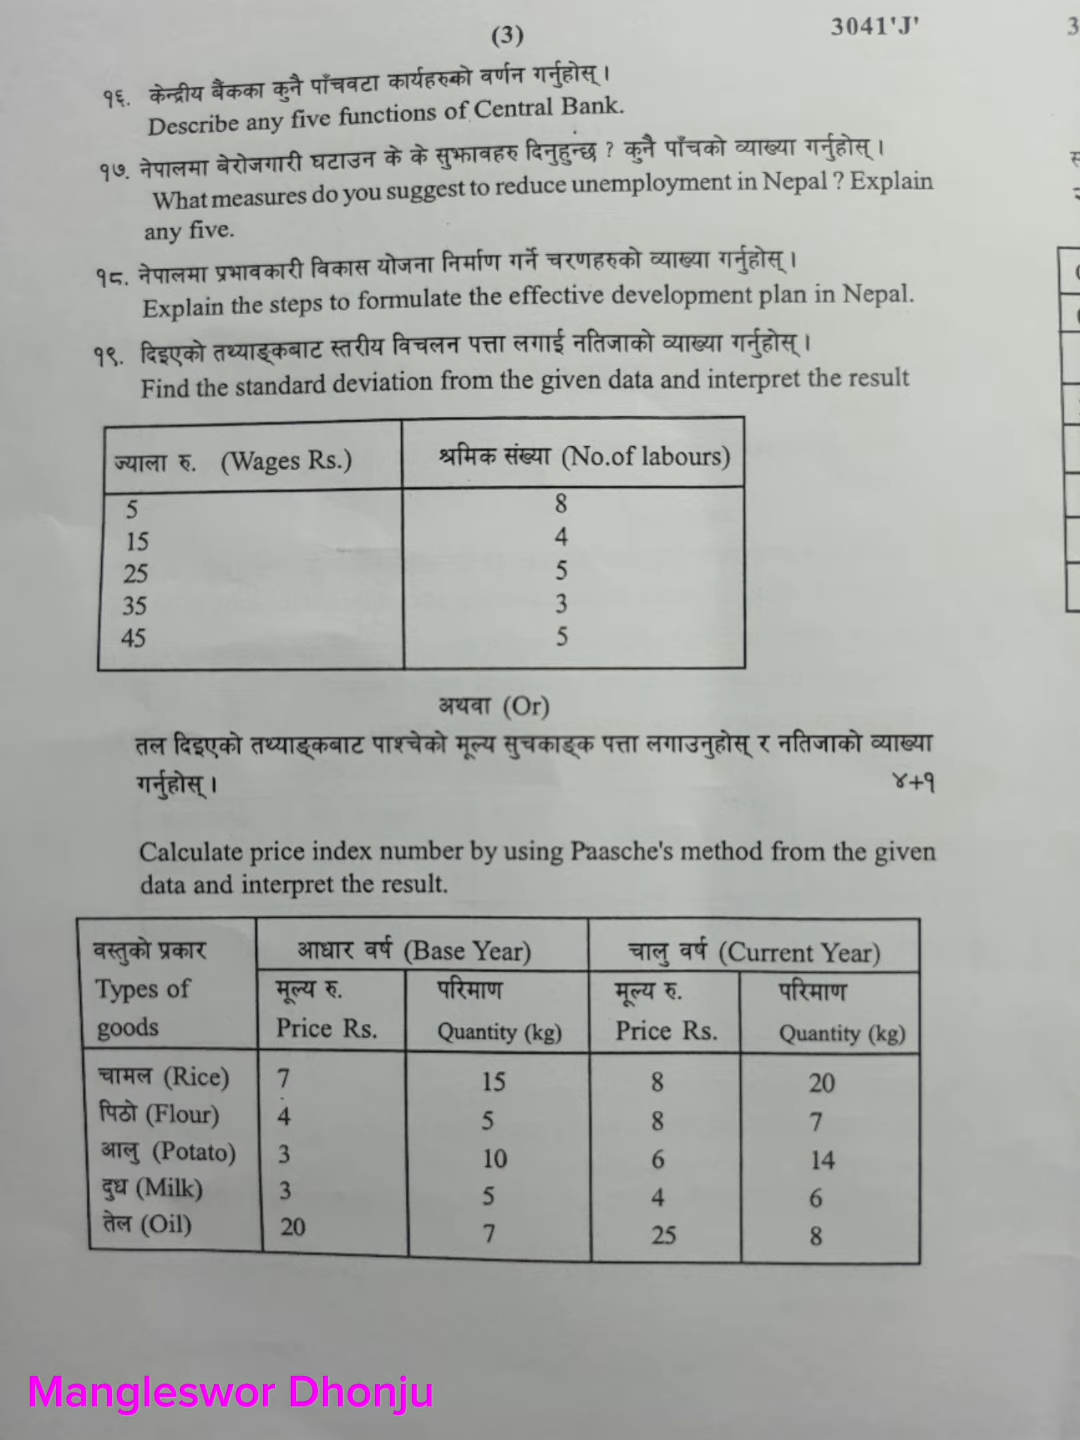 (3)
3041'J'
१६. केन्द्रीय बैंकका कुनै पाँचवटा कार्यहरुको वर्णन गर्नुहोस् ।
Describe any five functions of Central Bank.
१७. नेपालमा बेरोजगारी घटाउन के के सुझावहरु दिनुहुन्छ ? कुनै पाँचको व्याख्या गर्नुहोस् ।
What measures do you suggest to reduce unemployment in Nepal ? Explain
any five.
१८. नेपालमा प्रभावकारी विकास योजना निर्माण गर्ने चरणहरुको व्याख्या गर्नुहोस् ।
Explain the steps to formulate the effective development plan in Nepal.
१९. दिइएको तथ्याङ्कबाट स्तरीय विचलन पत्ता लगाई नतिजाको व्याख्या गर्नुहोस् ।
Find the standard deviation from the given data and interpret the result
ज्याला रु. (Wages Rs.) श्रमिक संख्या (No.of labours)
5 8
15 4
25 5
35 3
45 5
अथवा (Or)
तल दिइएको तथ्याङ्कबाट पाश्चेको मूल्य सुचकाङ्क पत्ता लगाउनुहोस् र नतिजाको व्याख्या
गर्नुहोस् । ४+१
Calculate price index number by using Paasche's method from the given
data and interpret the result.
वस्तुको प्रकार आधार वर्ष (Base Year) चालु वर्ष (Current Year)
Types of मूल्य रु. परिमाण मूल्य रु. परिमाण
goods Price Rs. Quantity (kg) Price Rs. Quantity (kg)
चामल (Rice) 7 15 8 20
पिठो (Flour) 4 5 8 7
आलु (Potato) 3 10 6 14
दुध (Milk) 3 5 4 6
तेल (Oil) 20 7 25 8
Mangleswor Dhonju